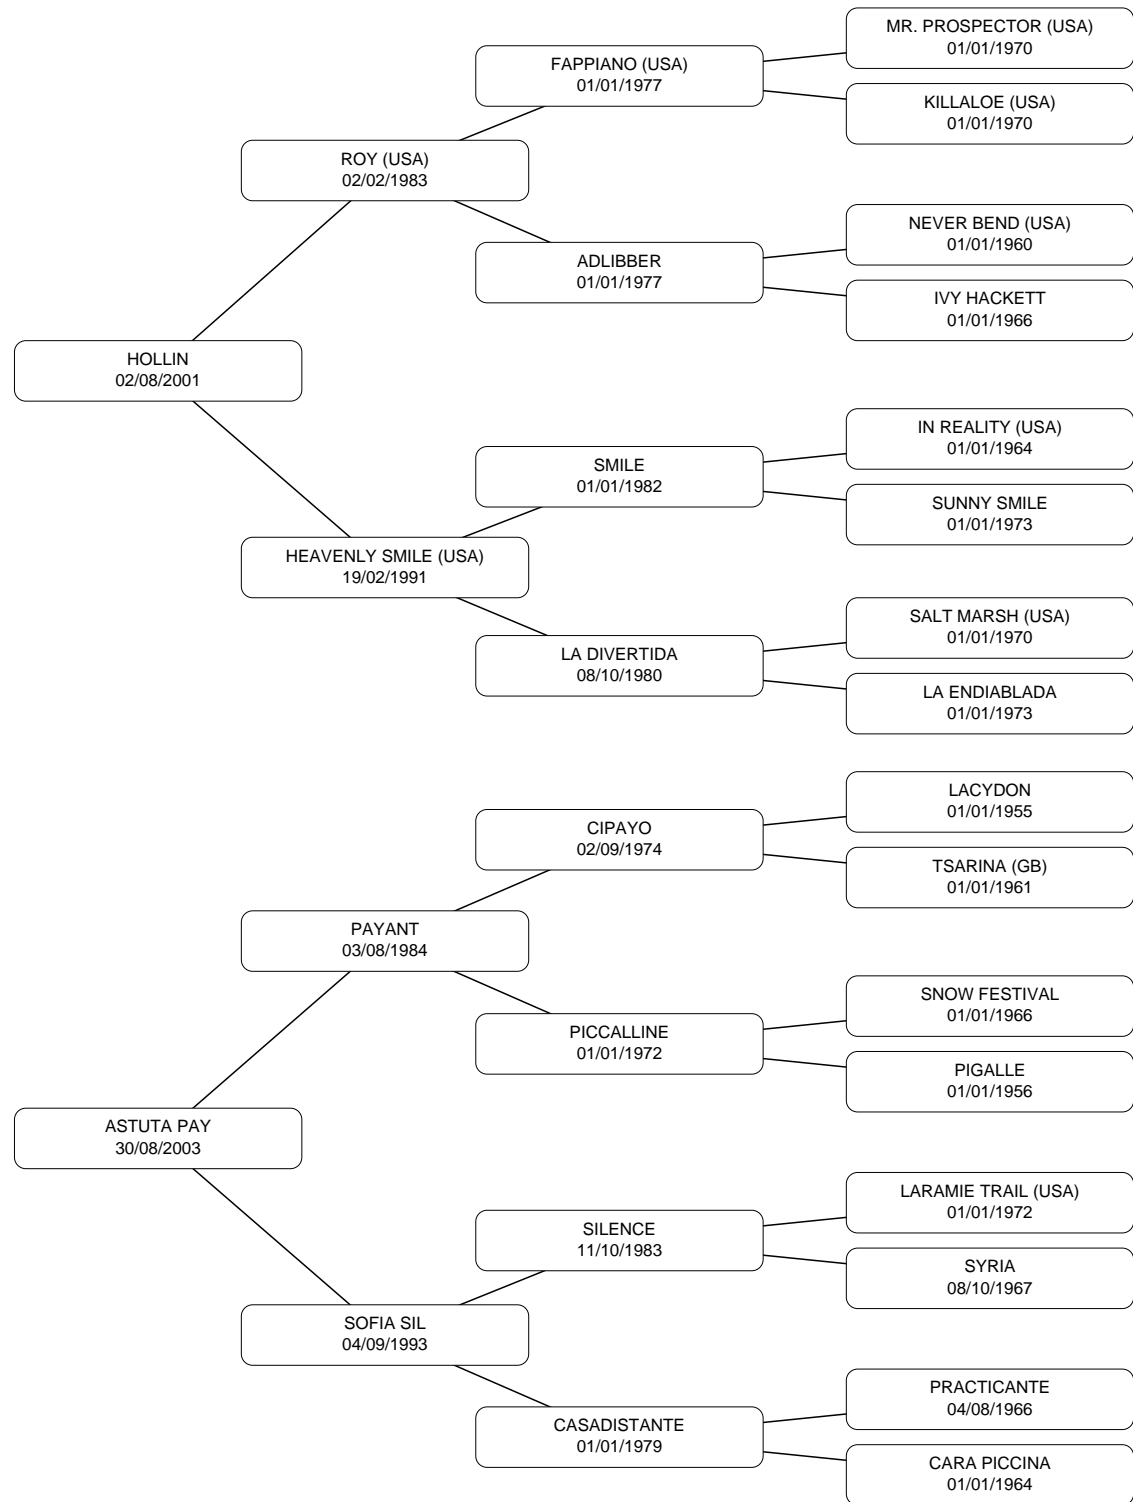 MR. PROSPECTOR (USA)
01/01/1970
FAPPIANO (USA)
01/01/1977
KILLALOE (USA)
01/01/1970
ROY (USA)
02/02/1983
NEVER BEND (USA)
01/01/1960
ADLIBBER
01/01/1977
IVY HACKETT
01/01/1966
HOLLIN
02/08/2001
IN REALITY (USA)
01/01/1964
SMILE
01/01/1982
SUNNY SMILE
01/01/1973
HEAVENLY SMILE (USA)
19/02/1991
SALT MARSH (USA)
01/01/1970
LA DIVERTIDA
08/10/1980
LA ENDIABLADA
01/01/1973
LACYDON
01/01/1955
CIPAYO
02/09/1974
TSARINA (GB)
01/01/1961
PAYANT
03/08/1984
SNOW FESTIVAL
01/01/1966
PICCALLINE
01/01/1972
PIGALLE
01/01/1956
ASTUTA PAY
30/08/2003
LARAMIE TRAIL (USA)
01/01/1972
SILENCE
11/10/1983
SYRIA
08/10/1967
SOFIA SIL
04/09/1993
PRACTICANTE
04/08/1966
CASADISTANTE
01/01/1979
CARA PICCINA
01/01/1964